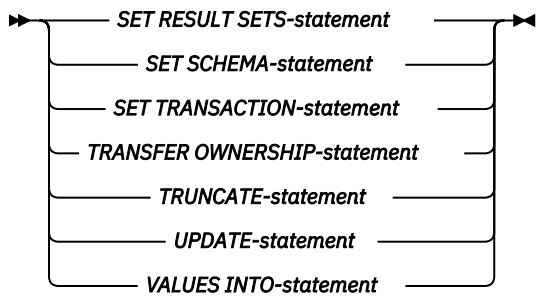 SET RESULT SETS-statement
SET SCHEMA-statement
SET TRANSACTION-statement
TRANSFER OWNERSHIP-statement
TRUNCATE-statement
UPDATE-statement
VALUES INTO-statement